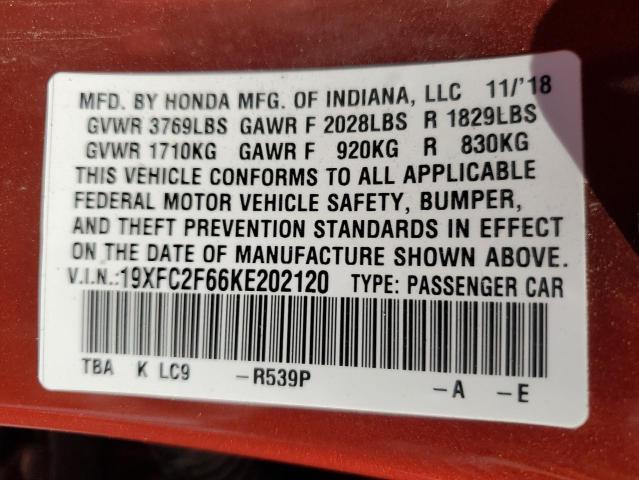 MFD. BY HONDA MFG. OF INDIANA, LLC 11/'18
GVWR 3769LBS GAWR F 2028LBS R 1829LBS
GVWR 1710KG GAWR F 920KG R 830KG
THIS VEHICLE CONFORMS TO ALL APPLICABLE
FEDERAL MOTOR VEHICLE SAFETY, BUMPER,
AND THEFT PREVENTION STANDARDS IN EFFECT
ON THE DATE OF MANUFACTURE SHOWN ABOVE.
V.I.N.:19XFC2F66KE202120 TYPE: PASSENGER CAR
TBA K LC9 -R539P -A -E